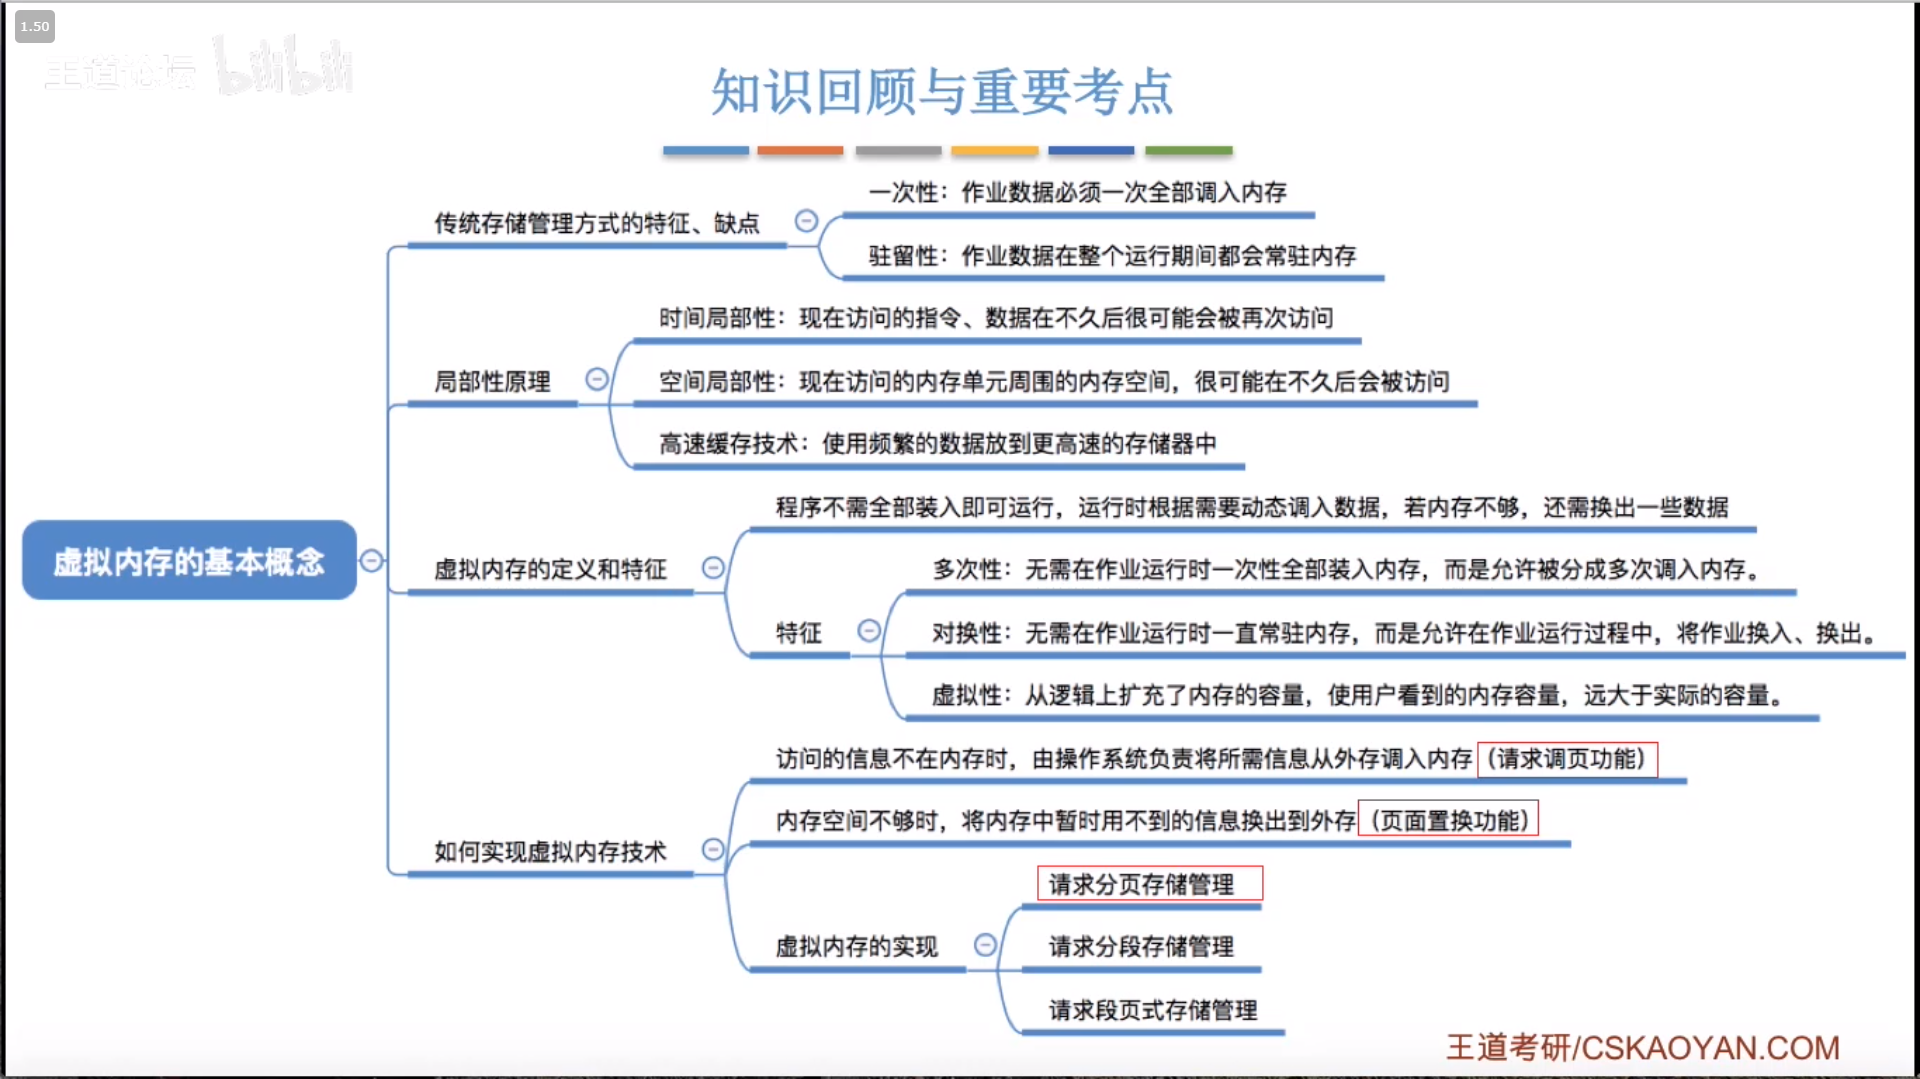 1.50
王道论坛 bilibili
知识回顾与重要考点
一次性：作业数据必须一次全部调入内存
传统存储管理方式的特征、缺点
驻留性：作业数据在整个运行期间都会常驻内存
时间局部性：现在访问的指令、数据在不久后很可能会被再次访问
局部性原理
空间局部性：现在访问的内存单元周围的内存空间，很可能在不久后会被访问
高速缓存技术：使用频繁的数据放到更高速的存储器中
虚拟内存的基本概念
程序不需全部装入即可运行，运行时根据需要动态调入数据，若内存不够，还需换出一些数据
虚拟内存的定义和特征
多次性：无需在作业运行时一次性全部装入内存，而是允许被分成多次调入内存。
特征
对换性：无需在作业运行时一直常驻内存，而是允许在作业运行过程中，将作业换入、换出。
虚拟性：从逻辑上扩充了内存的容量，使用户看到的内存容量，远大于实际的容量。
访问的信息不在内存时，由操作系统负责将所需信息从外存调入内存（请求调页功能）
内存空间不够时，将内存中暂时用不到的信息换出到外存（页面置换功能）
如何实现虚拟内存技术
请求分页存储管理
虚拟内存的实现
请求分段存储管理
请求段页式存储管理
王道考研/CSKAOYAN.COM